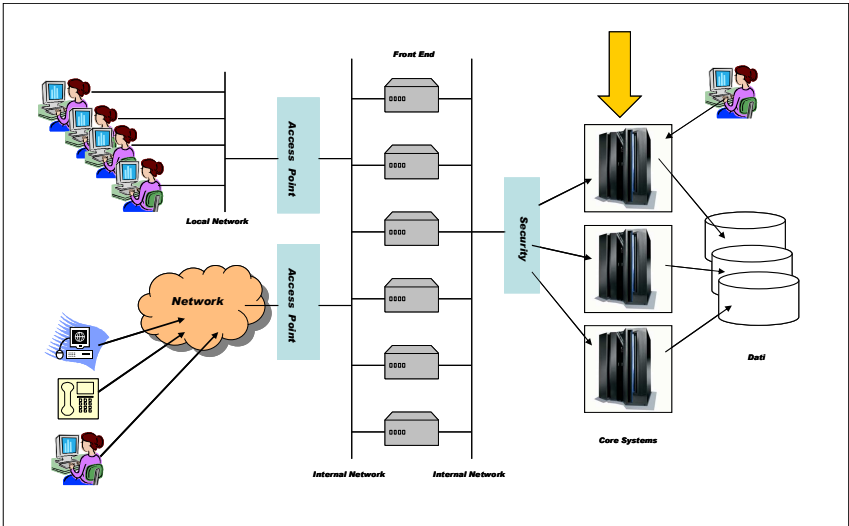 Front End
Access Point
Local Network
Security
Access Point
Network
Dati
Core Systems
Internal Network
Internal Network